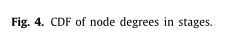 Fig. 4. CDF of node degrees in stages.